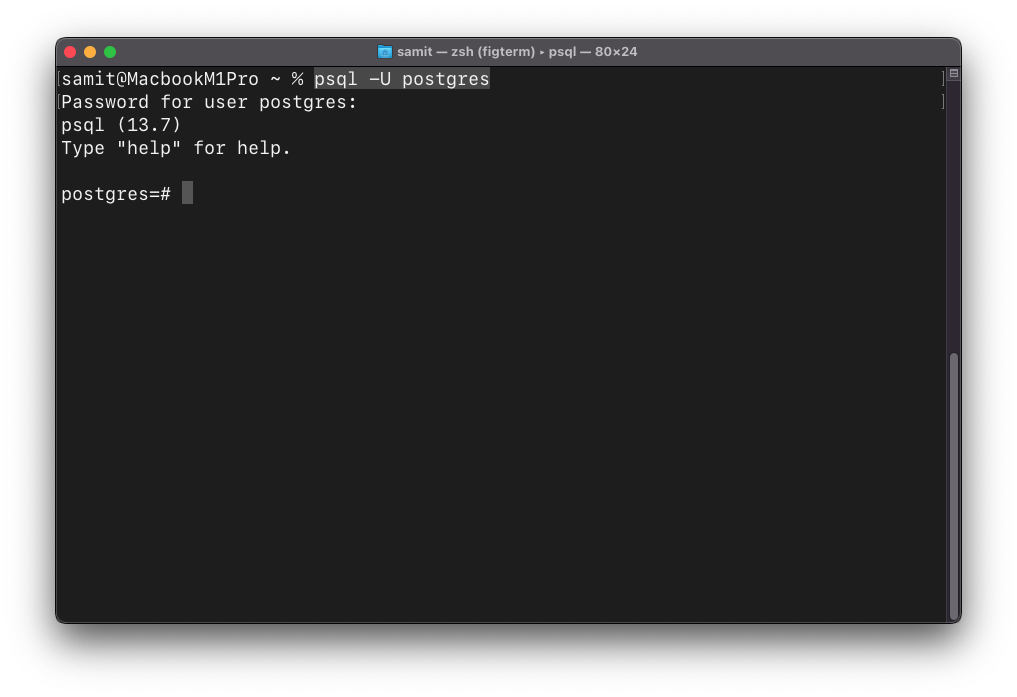 samit — zsh (figterm) ▸ psql — 80×24
[samit@MacbookM1Pro ~ % psql -U postgres ]
[Password for user postgres: ]
psql (13.7)
Type "help" for help.
postgres=#